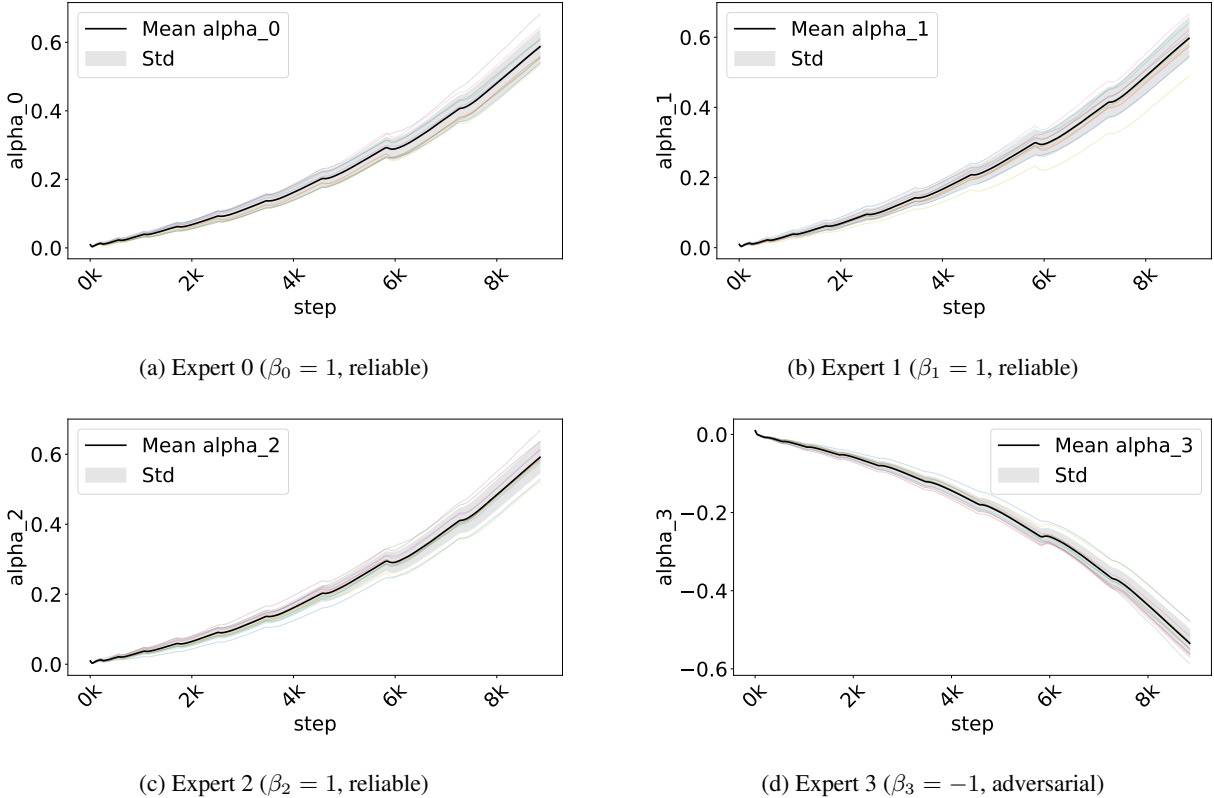 Mean alpha_0
Std
0.6
0.4
0.2
0.0
alpha_0
0k
2k
4k
6k
8k
step
(a) Expert 0 (β₀ = 1, reliable)
Mean alpha_1
Std
0.6
0.4
0.2
0.0
alpha_1
0k
2k
4k
6k
8k
step
(b) Expert 1 (β₁ = 1, reliable)
Mean alpha_2
Std
0.6
0.4
0.2
0.0
alpha_2
0k
2k
4k
6k
8k
step
(c) Expert 2 (β₂ = 1, reliable)
Mean alpha_3
Std
0.0
−0.2
−0.4
−0.6
alpha_3
0k
2k
4k
6k
8k
step
(d) Expert 3 (β₃ = −1, adversarial)